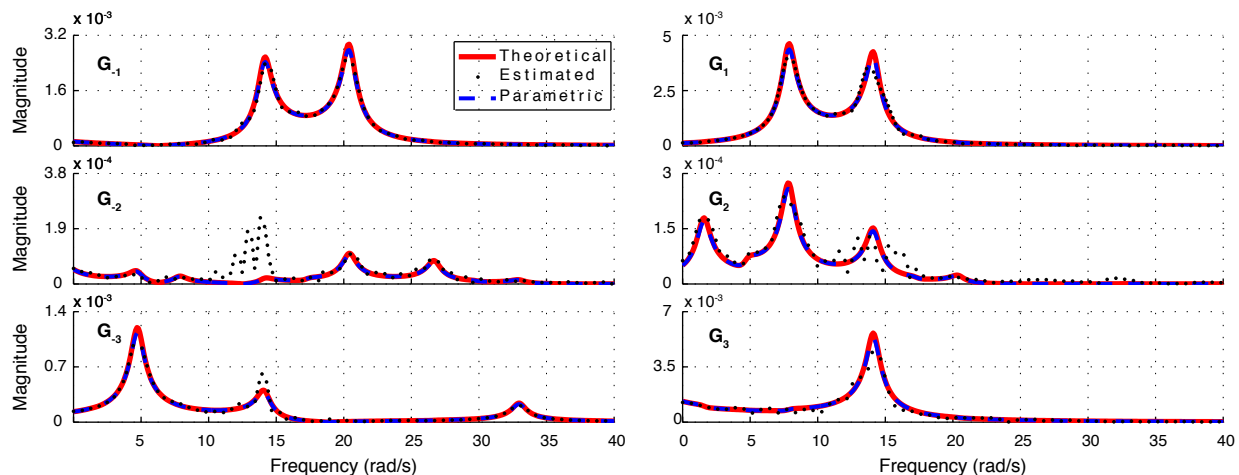 x 10⁻³
3.2
1.6
0
Magnitude
G₋₁
Theoretical
Estimated
Parametric
x 10⁻³
5
2.5
0
Magnitude
G₁
x 10⁻⁴
3.8
1.9
0
Magnitude
G₋₂
x 10⁻⁴
3
1.5
0
Magnitude
G₂
x 10⁻³
1.4
0.7
0
Magnitude
G₋₃
5 10 15 20 25 30 35 40
Frequency (rad/s)
x 10⁻³
7
3.5
0
Magnitude
G₃
0 5 10 15 20 25 30 35 40
Frequency (rad/s)